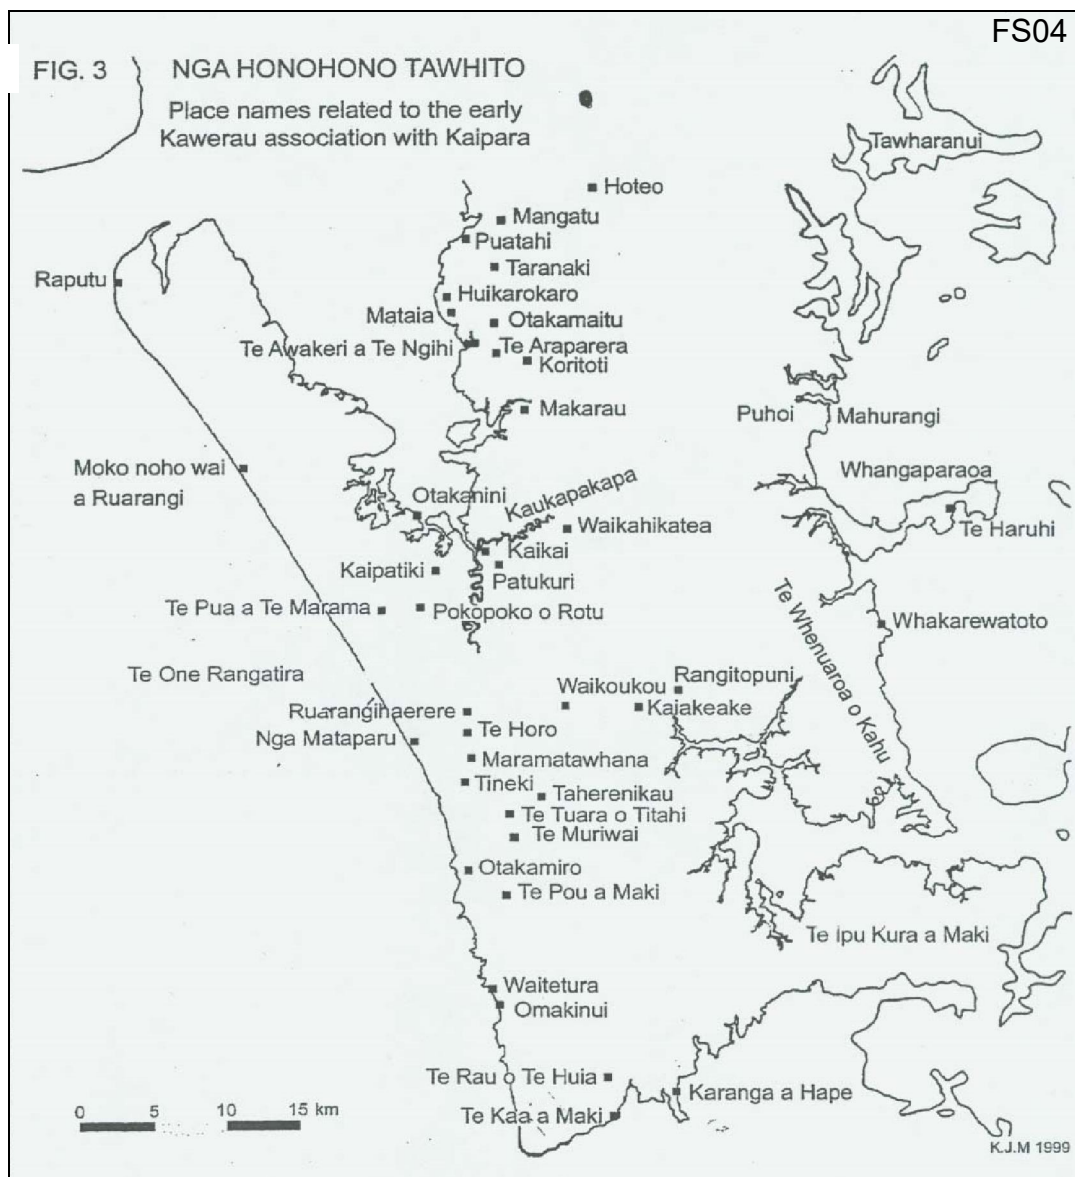 FS04
FIG. 3
NGA HONOHONO TAWHITO
Place names related to the early
Kawerau association with Kaipara
Tawharanui
Hoteo
Mangatu
Puatahi
Taranaki
Raputu
Huikarokaro
Mataia
Otakamaitu
Te Awakeri a Te Ngihi
Te Araparera
Koritoti
Makarau
Puhoi
Mahurangi
Moko noho wai
a Ruarangi
Whangaparaoa
Otakanini
Kaukapakapa
Waikahikatea
Te Haruhi
Kaikai
Kaipatiki
Patukuri
Te Pua a Te Marama
Pokopoko o Rotu
Te Whenuaroa o Kahu
Whakarewatoto
Te One Rangatira
Rangitopuni
Waikoukou
Kaiakeake
Ruarangihaerere
Te Horo
Nga Mataparu
Maramatawhana
Tineki
Taherenikau
Te Tuara o Titahi
Te Muriwai
Otakamiro
Te Pou a Maki
Te Ipu Kura a Maki
Waitetura
Omakinui
Te Rau o Te Huia
Karanga a Hape
Te Kaa a Maki
0 5 10 15 km
K.J.M 1999